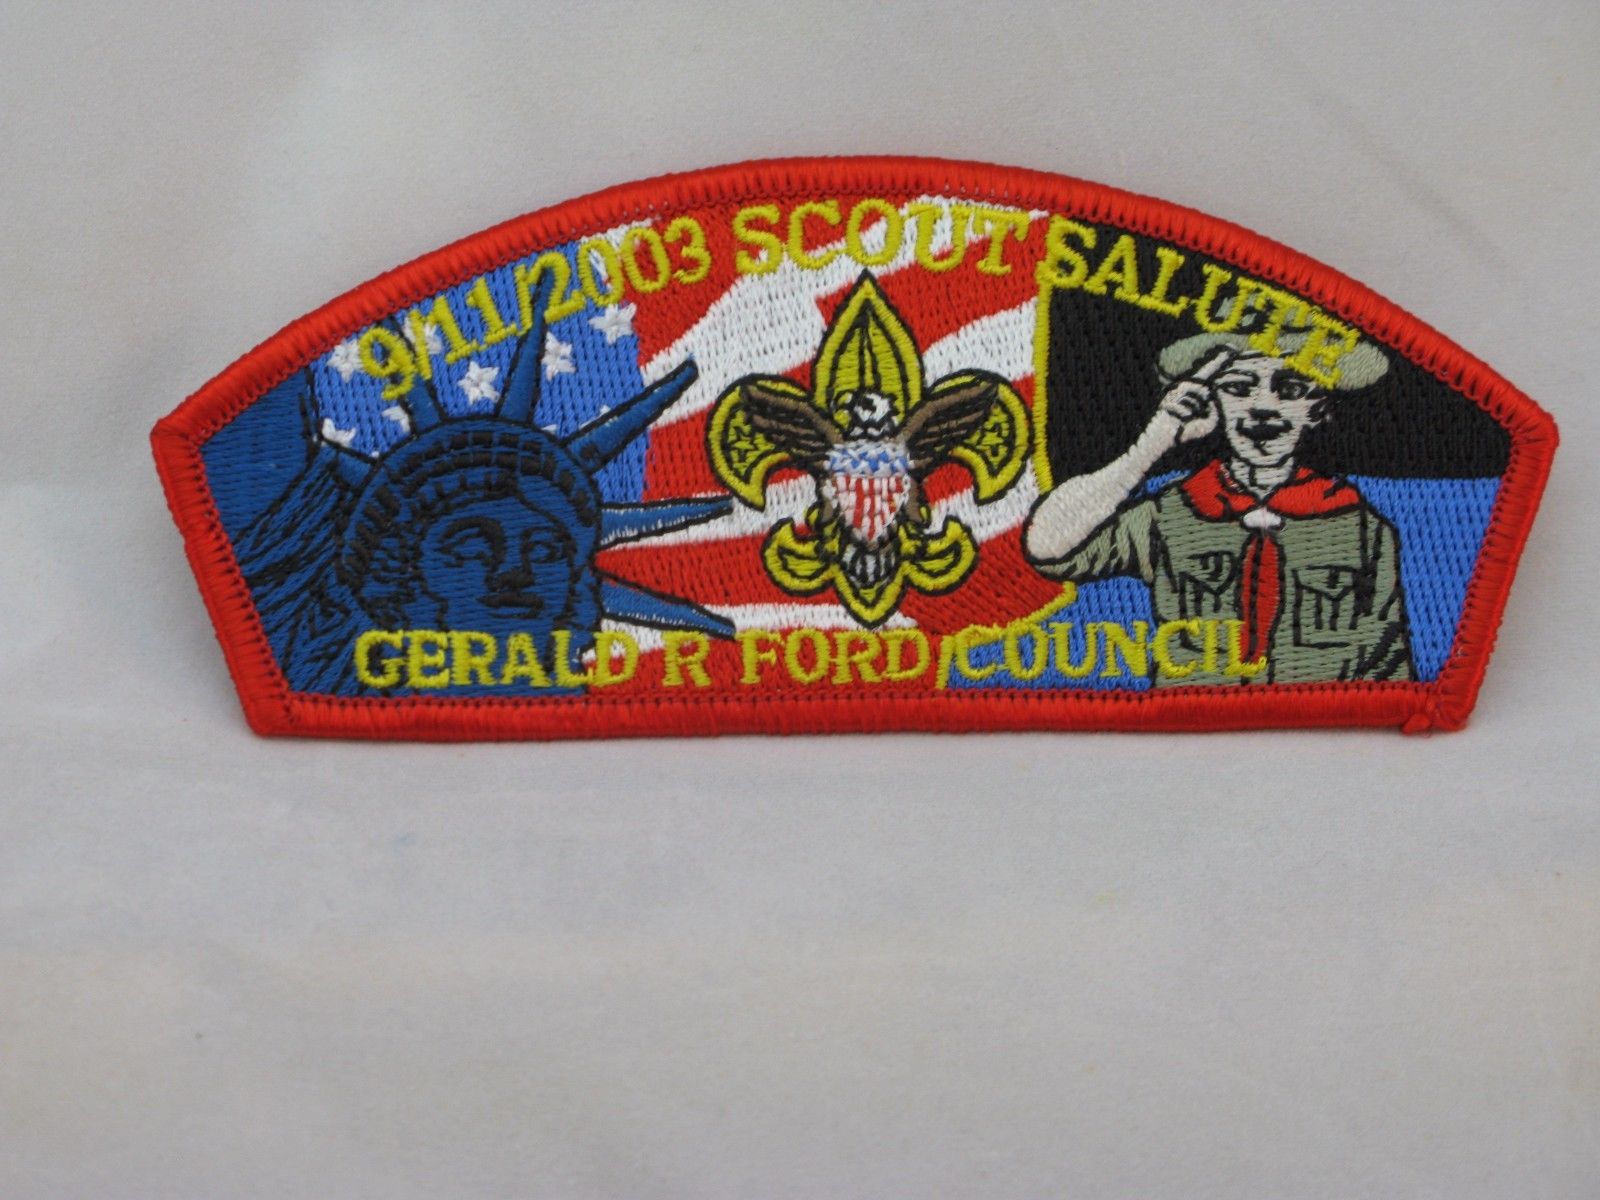 9/11/2003 SCOUT SALUTE
GERALD R FORD COUNCIL